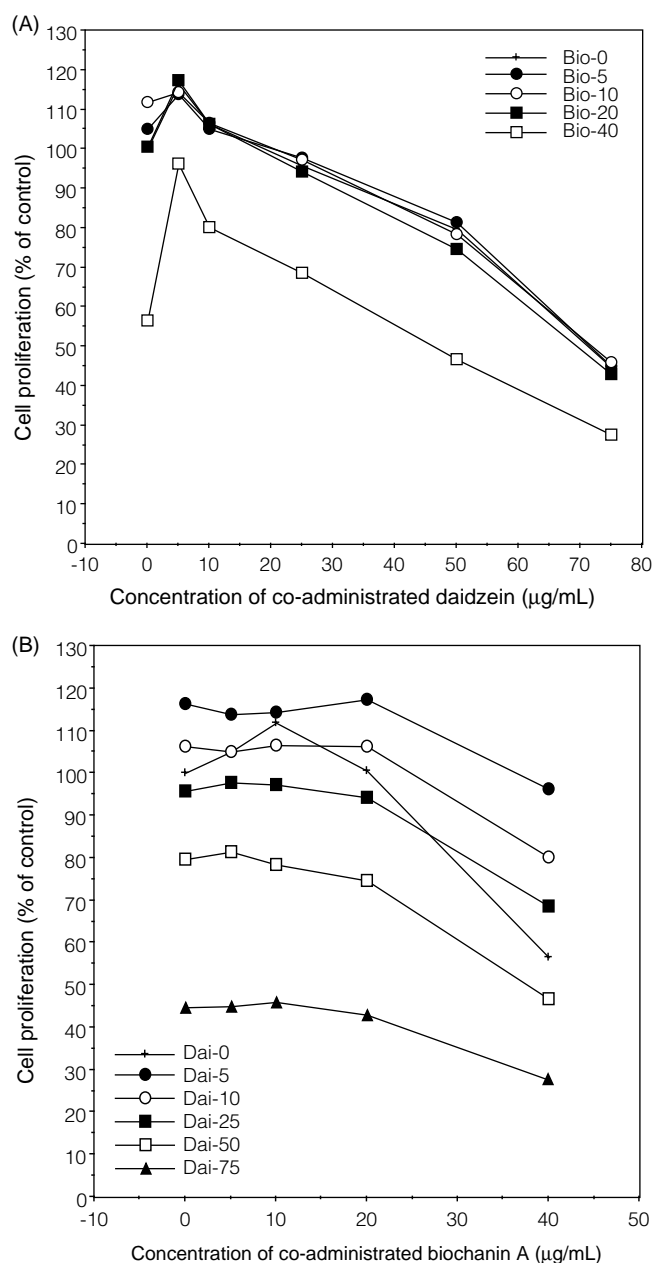 (A)
130
120
110
100
90
80
70
60
50
40
30
20
10
0
Cell proliferation (% of control)
Bio-0
Bio-5
Bio-10
Bio-20
Bio-40
-10 0 10 20 30 40 50 60 70 80
Concentration of co-administrated daidzein (μg/mL)
(B)
130
120
110
100
90
80
70
60
50
40
30
20
10
0
Cell proliferation (% of control)
Dai-0
Dai-5
Dai-10
Dai-25
Dai-50
Dai-75
-10 0 10 20 30 40 50
Concentration of co-administrated biochanin A (μg/mL)